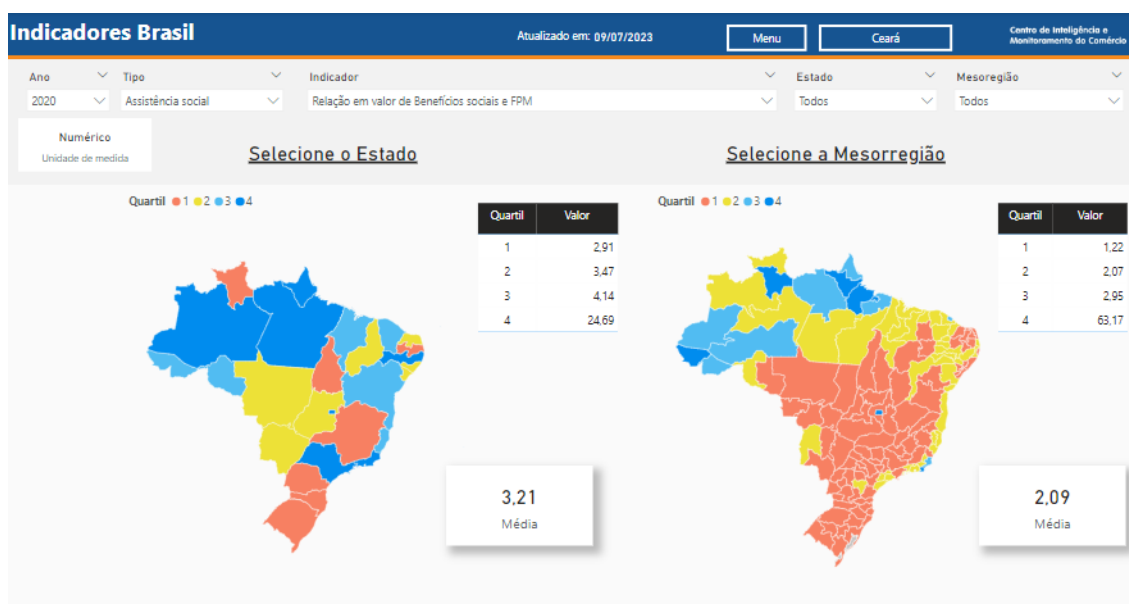 Indicadores Brasil
Atualizado em: 09/07/2023
Menu
Ceará
Centro de Inteligência e
Monitoramento do Comércio
Ano
Tipo
Indicador
Estado
Mesoregião
2020
Assistência social
Relação em valor de Benefícios sociais e FPM
Todos
Todos
Numérico
Unidade de medida
Selecione o Estado
Selecione a Mesorregião
Quartil 1 2 3 4
Quartil Valor
1 2,91
2 3,47
3 4,14
4 24,69
3,21
Média
Quartil 1 2 3 4
Quartil Valor
1 1,22
2 2,07
3 2,95
4 63,17
2,09
Média